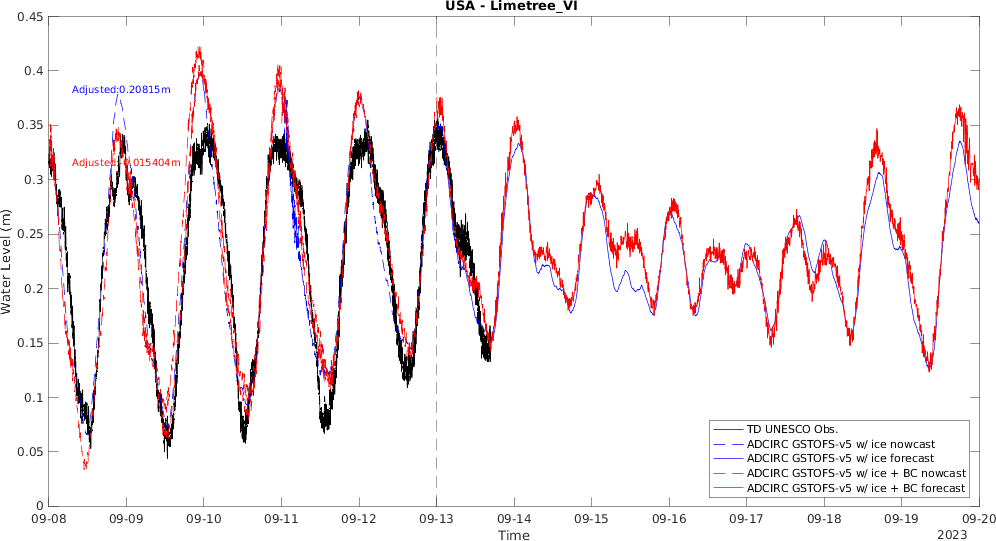 USA - Limetree_VI
0.45
0.4
0.35
0.3
0.25
0.2
0.15
0.1
0.05
0
Water Level (m)
Adjusted:0.20815m
Adjusted:-0.015404m
TD UNESCO Obs.
ADCIRC GSTOFS-v5 w/ ice nowcast
ADCIRC GSTOFS-v5 w/ ice forecast
ADCIRC GSTOFS-v5 w/ ice + BC nowcast
ADCIRC GSTOFS-v5 w/ ice + BC forecast
09-08 09-09 09-10 09-11 09-12 09-13 09-14 09-15 09-16 09-17 09-18 09-19 09-20
Time
2023